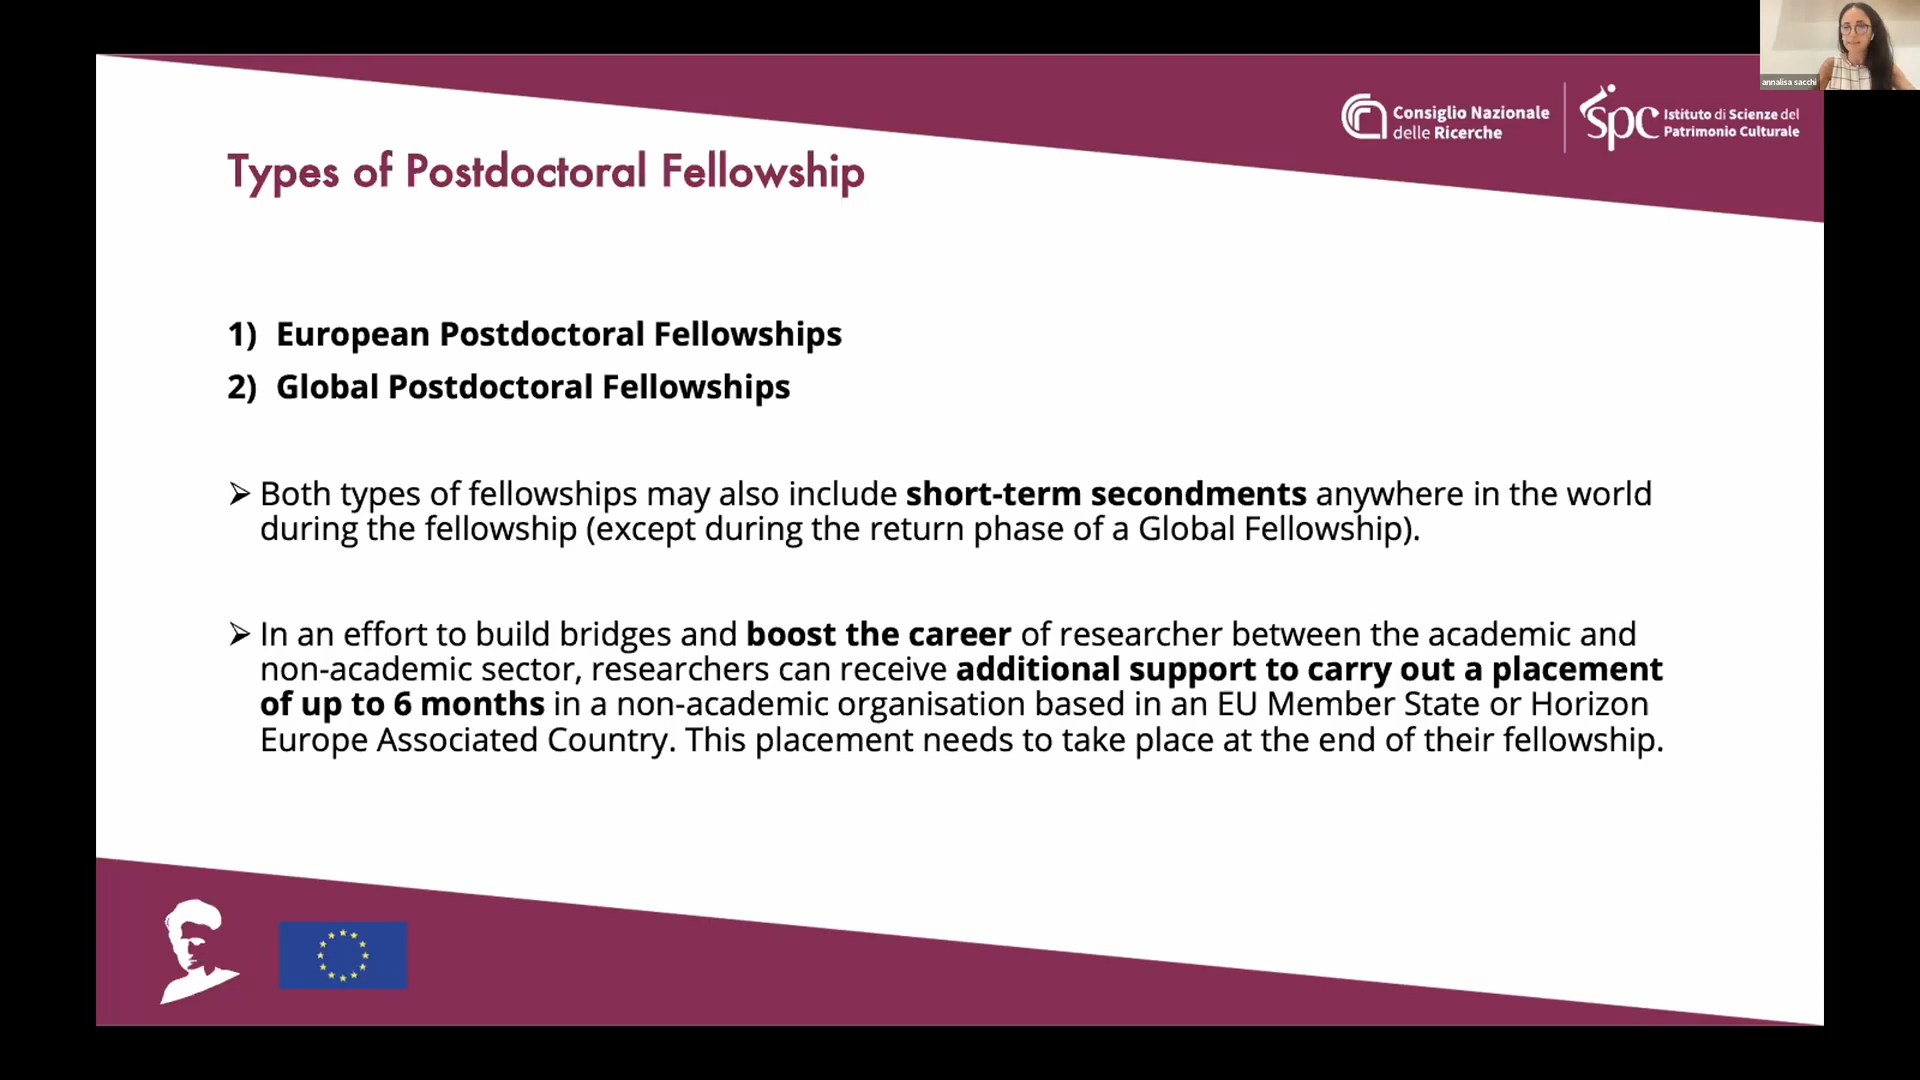 annalisa sacchi
Consiglio Nazionale
delle Ricerche
spc
Istituto di Scienze del
Patrimonio Culturale
Types of Postdoctoral Fellowship
1) European Postdoctoral Fellowships
2) Global Postdoctoral Fellowships
➢ Both types of fellowships may also include short-term secondments anywhere in the world
during the fellowship (except during the return phase of a Global Fellowship).
➢ In an effort to build bridges and boost the career of researcher between the academic and
non-academic sector, researchers can receive additional support to carry out a placement
of up to 6 months in a non-academic organisation based in an EU Member State or Horizon
Europe Associated Country. This placement needs to take place at the end of their fellowship.